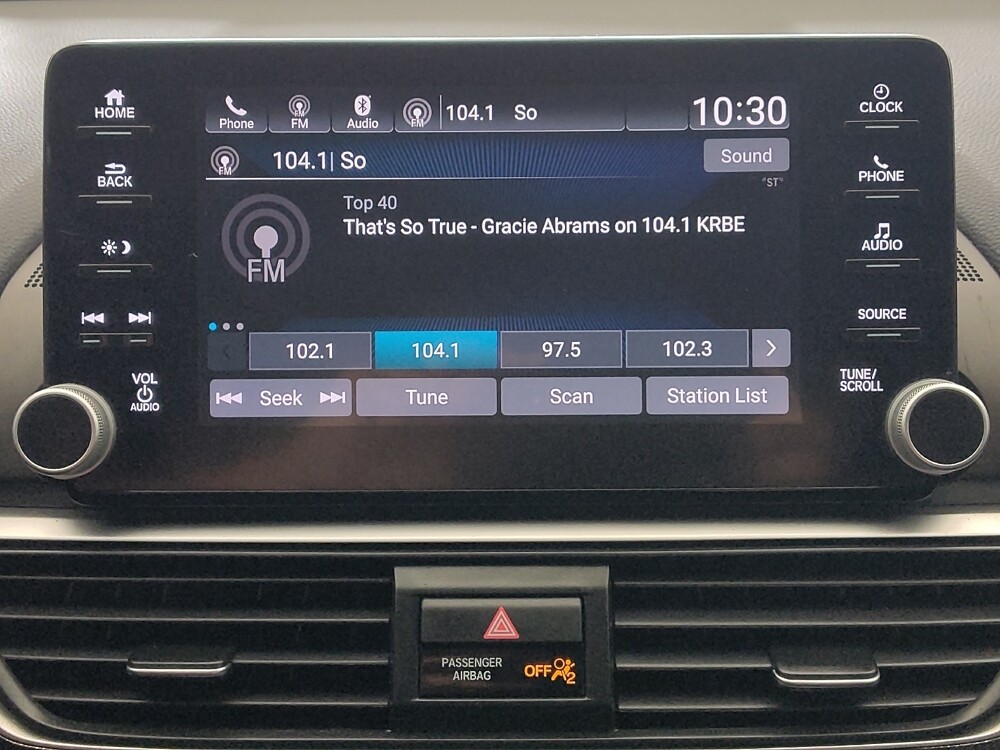 HOME
BACK
VOL
AUDIO
Phone
FM
Audio
FM
104.1 So
10:30
FM
104.1| So
Sound
"ST"
FM
Top 40
That's So True - Gracie Abrams on 104.1 KRBE
102.1
104.1
97.5
102.3
Seek
Tune
Scan
Station List
CLOCK
PHONE
AUDIO
SOURCE
TUNE/
SCROLL
PASSENGER
AIRBAG
OFF
2